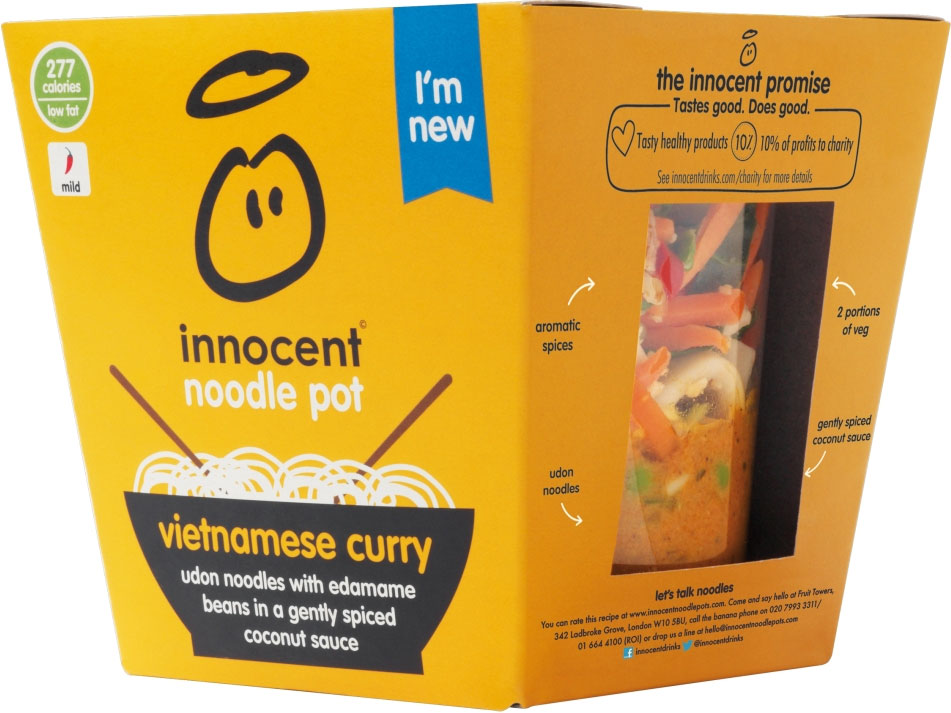 277
calories
low fat
mild
I'm
new
innocent©
noodle pot
vietnamese curry
udon noodles with edamame
beans in a gently spiced
coconut sauce
the innocent promise
Tastes good. Does good.
Tasty healthy products 10% 10% of profits to charity
See innocentdrinks.com/charity for more details
aromatic
spices
2 portions
of veg
gently spiced
coconut sauce
udon
noodles
let's talk noodles
You can rate this recipe at www.innocentnoodlepots.com. Come and say hello at Fruit Towers,
342 Ladbroke Grove, London W10 5BU, call the banana phone on 020 7993 3311/
01 664 4100 (ROI) or drop us a line at hello@innocentnoodlepots.com
f innocentdrinks @innocentdrinks